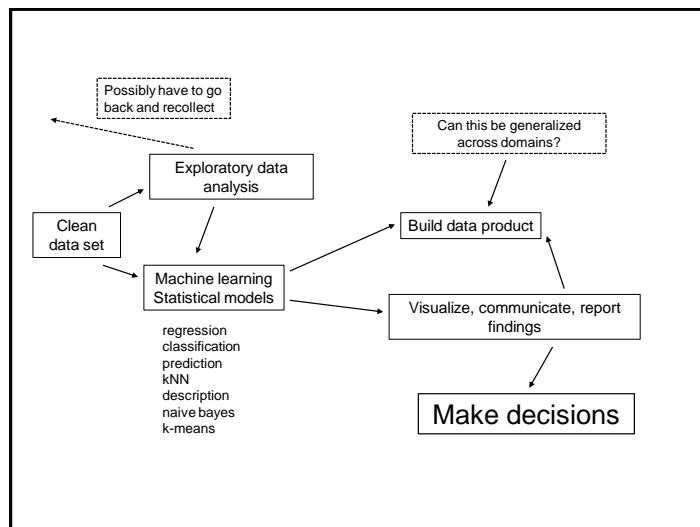 Possibly have to go
back and recollect
Can this be generalized
across domains?
Exploratory data
analysis
Clean
data set
Build data product
Machine learning
Statistical models
Visualize, communicate, report
findings
regression
classification
prediction
kNN
description
naive bayes
k-means
Make decisions